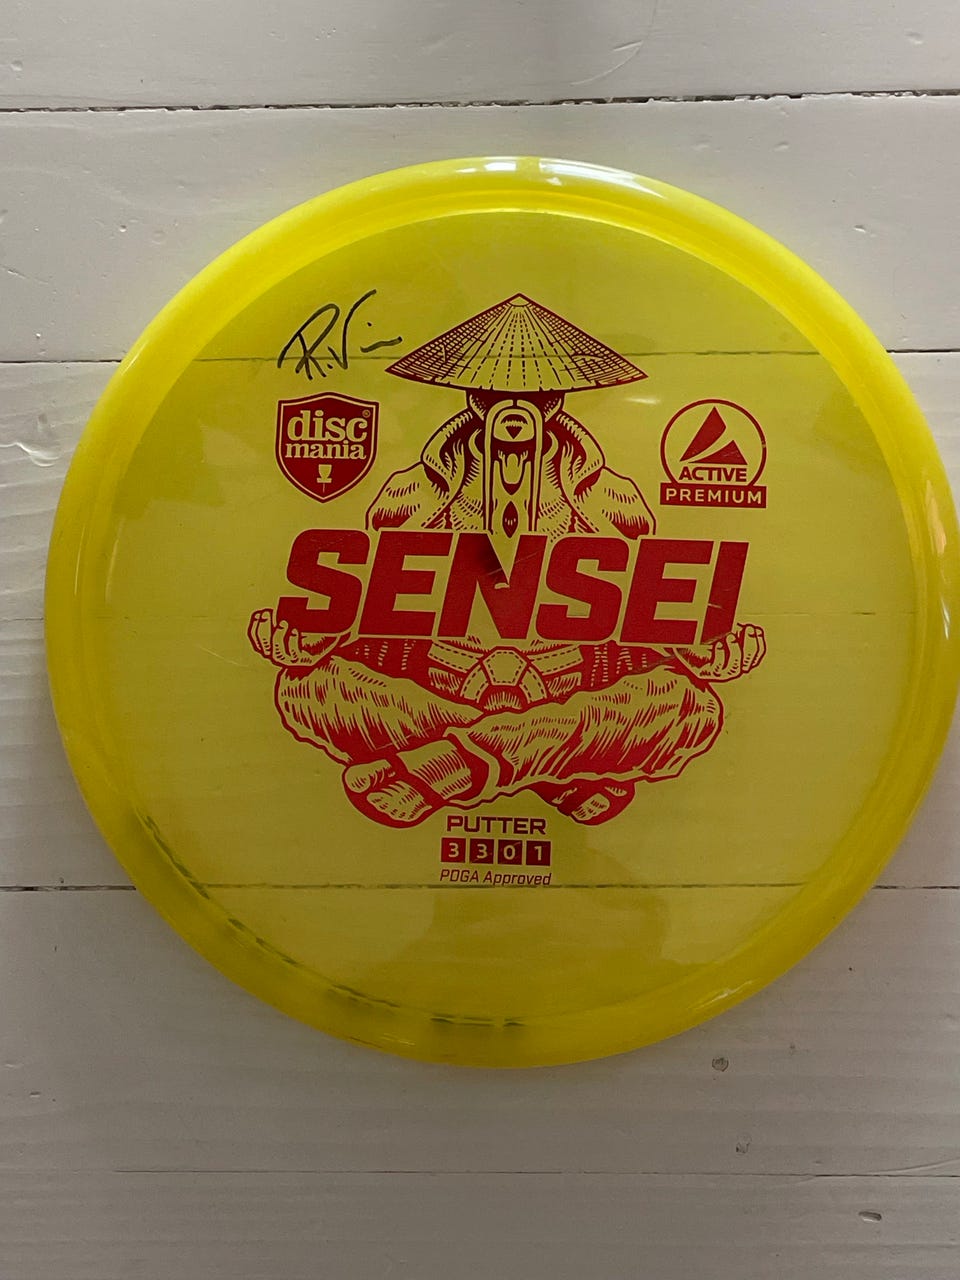 disc®
mania
ACTIVE
PREMIUM
SENSEI
PUTTER
3 3 0 1
PDGA Approved